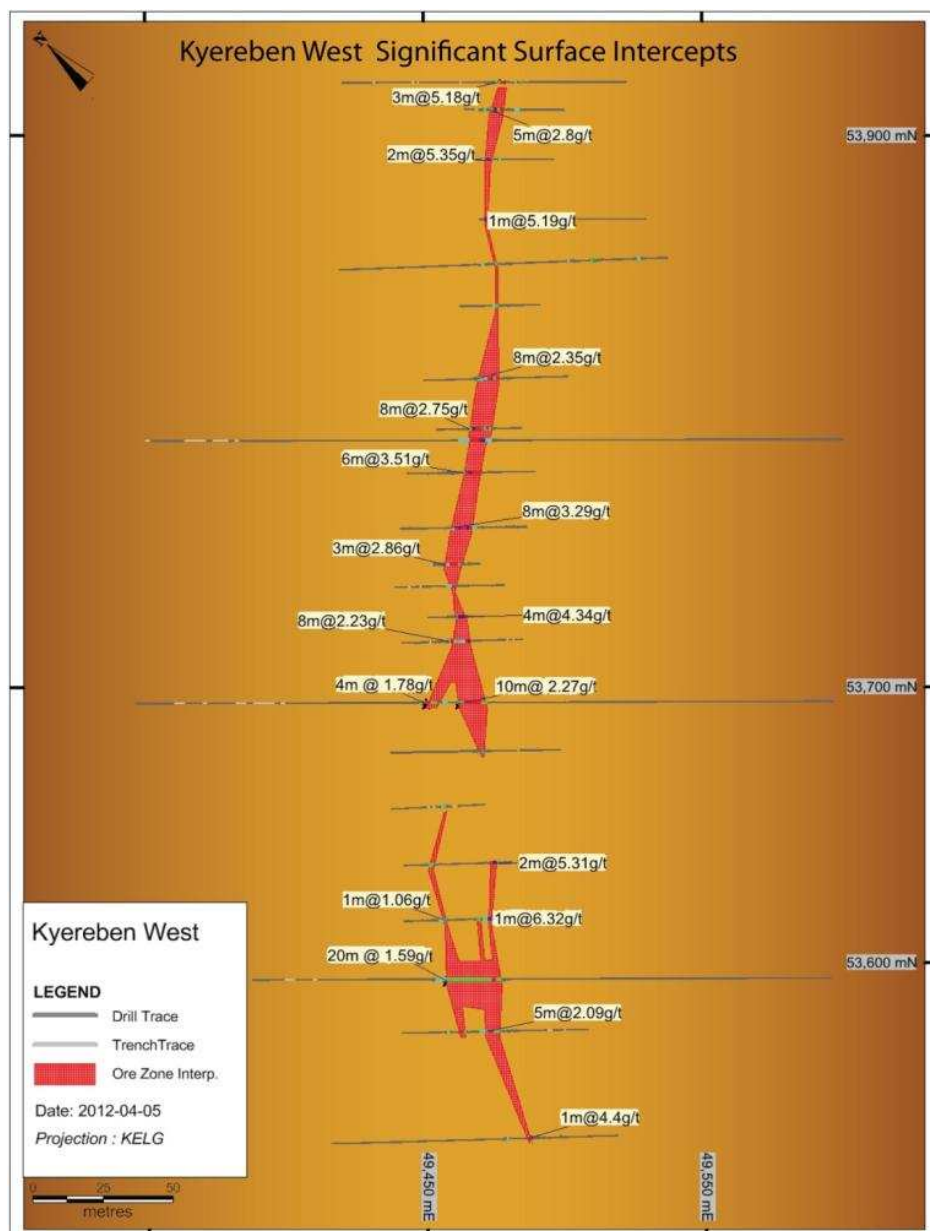 N
Kyereben West  Significant Surface Intercepts
3m@5.18g/t
5m@2.8g/t
53,900 mN
2m@5.35g/t
1m@5.19g/t
8m@2.35g/t
8m@2.75g/t
6m@3.51g/t
8m@3.29g/t
3m@2.86g/t
4m@4.34g/t
8m@2.23g/t
4m @ 1.78g/t
10m@ 2.27g/t
53,700 mN
2m@5.31g/t
1m@1.06g/t
1m@6.32g/t
20m @ 1.59g/t
53,600 mN
5m@2.09g/t
1m@4.4g/t
Kyereben West
LEGEND
Drill Trace
TrenchTrace
Ore Zone Interp.
Date: 2012-04-05
Projection : KELG
0 25 50
metres
49,450 mE
49,550 mE